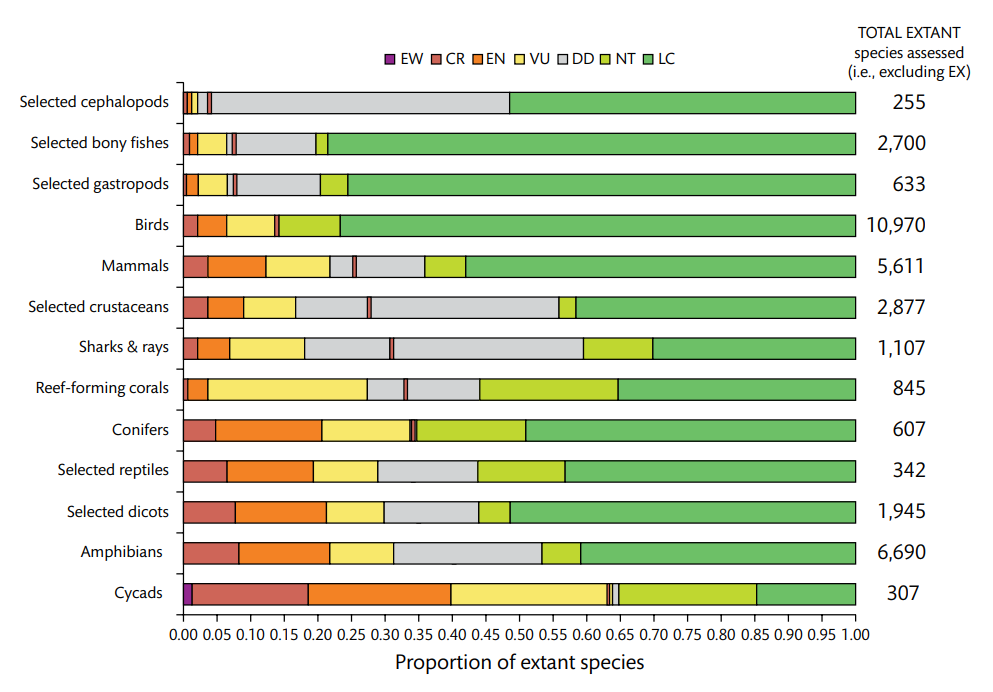 TOTAL EXTANT
species assessed
(i.e., excluding EX)
EW CR EN VU DD NT LC
Selected cephalopods 255
Selected bony fishes 2,700
Selected gastropods 633
Birds 10,970
Mammals 5,611
Selected crustaceans 2,877
Sharks & rays 1,107
Reef-forming corals 845
Conifers 607
Selected reptiles 342
Selected dicots 1,945
Amphibians 6,690
Cycads 307
0.00 0.05 0.10 0.15 0.20 0.25 0.30 0.35 0.40 0.45 0.50 0.55 0.60 0.65 0.70 0.75 0.80 0.85 0.90 0.95 1.00
Proportion of extant species